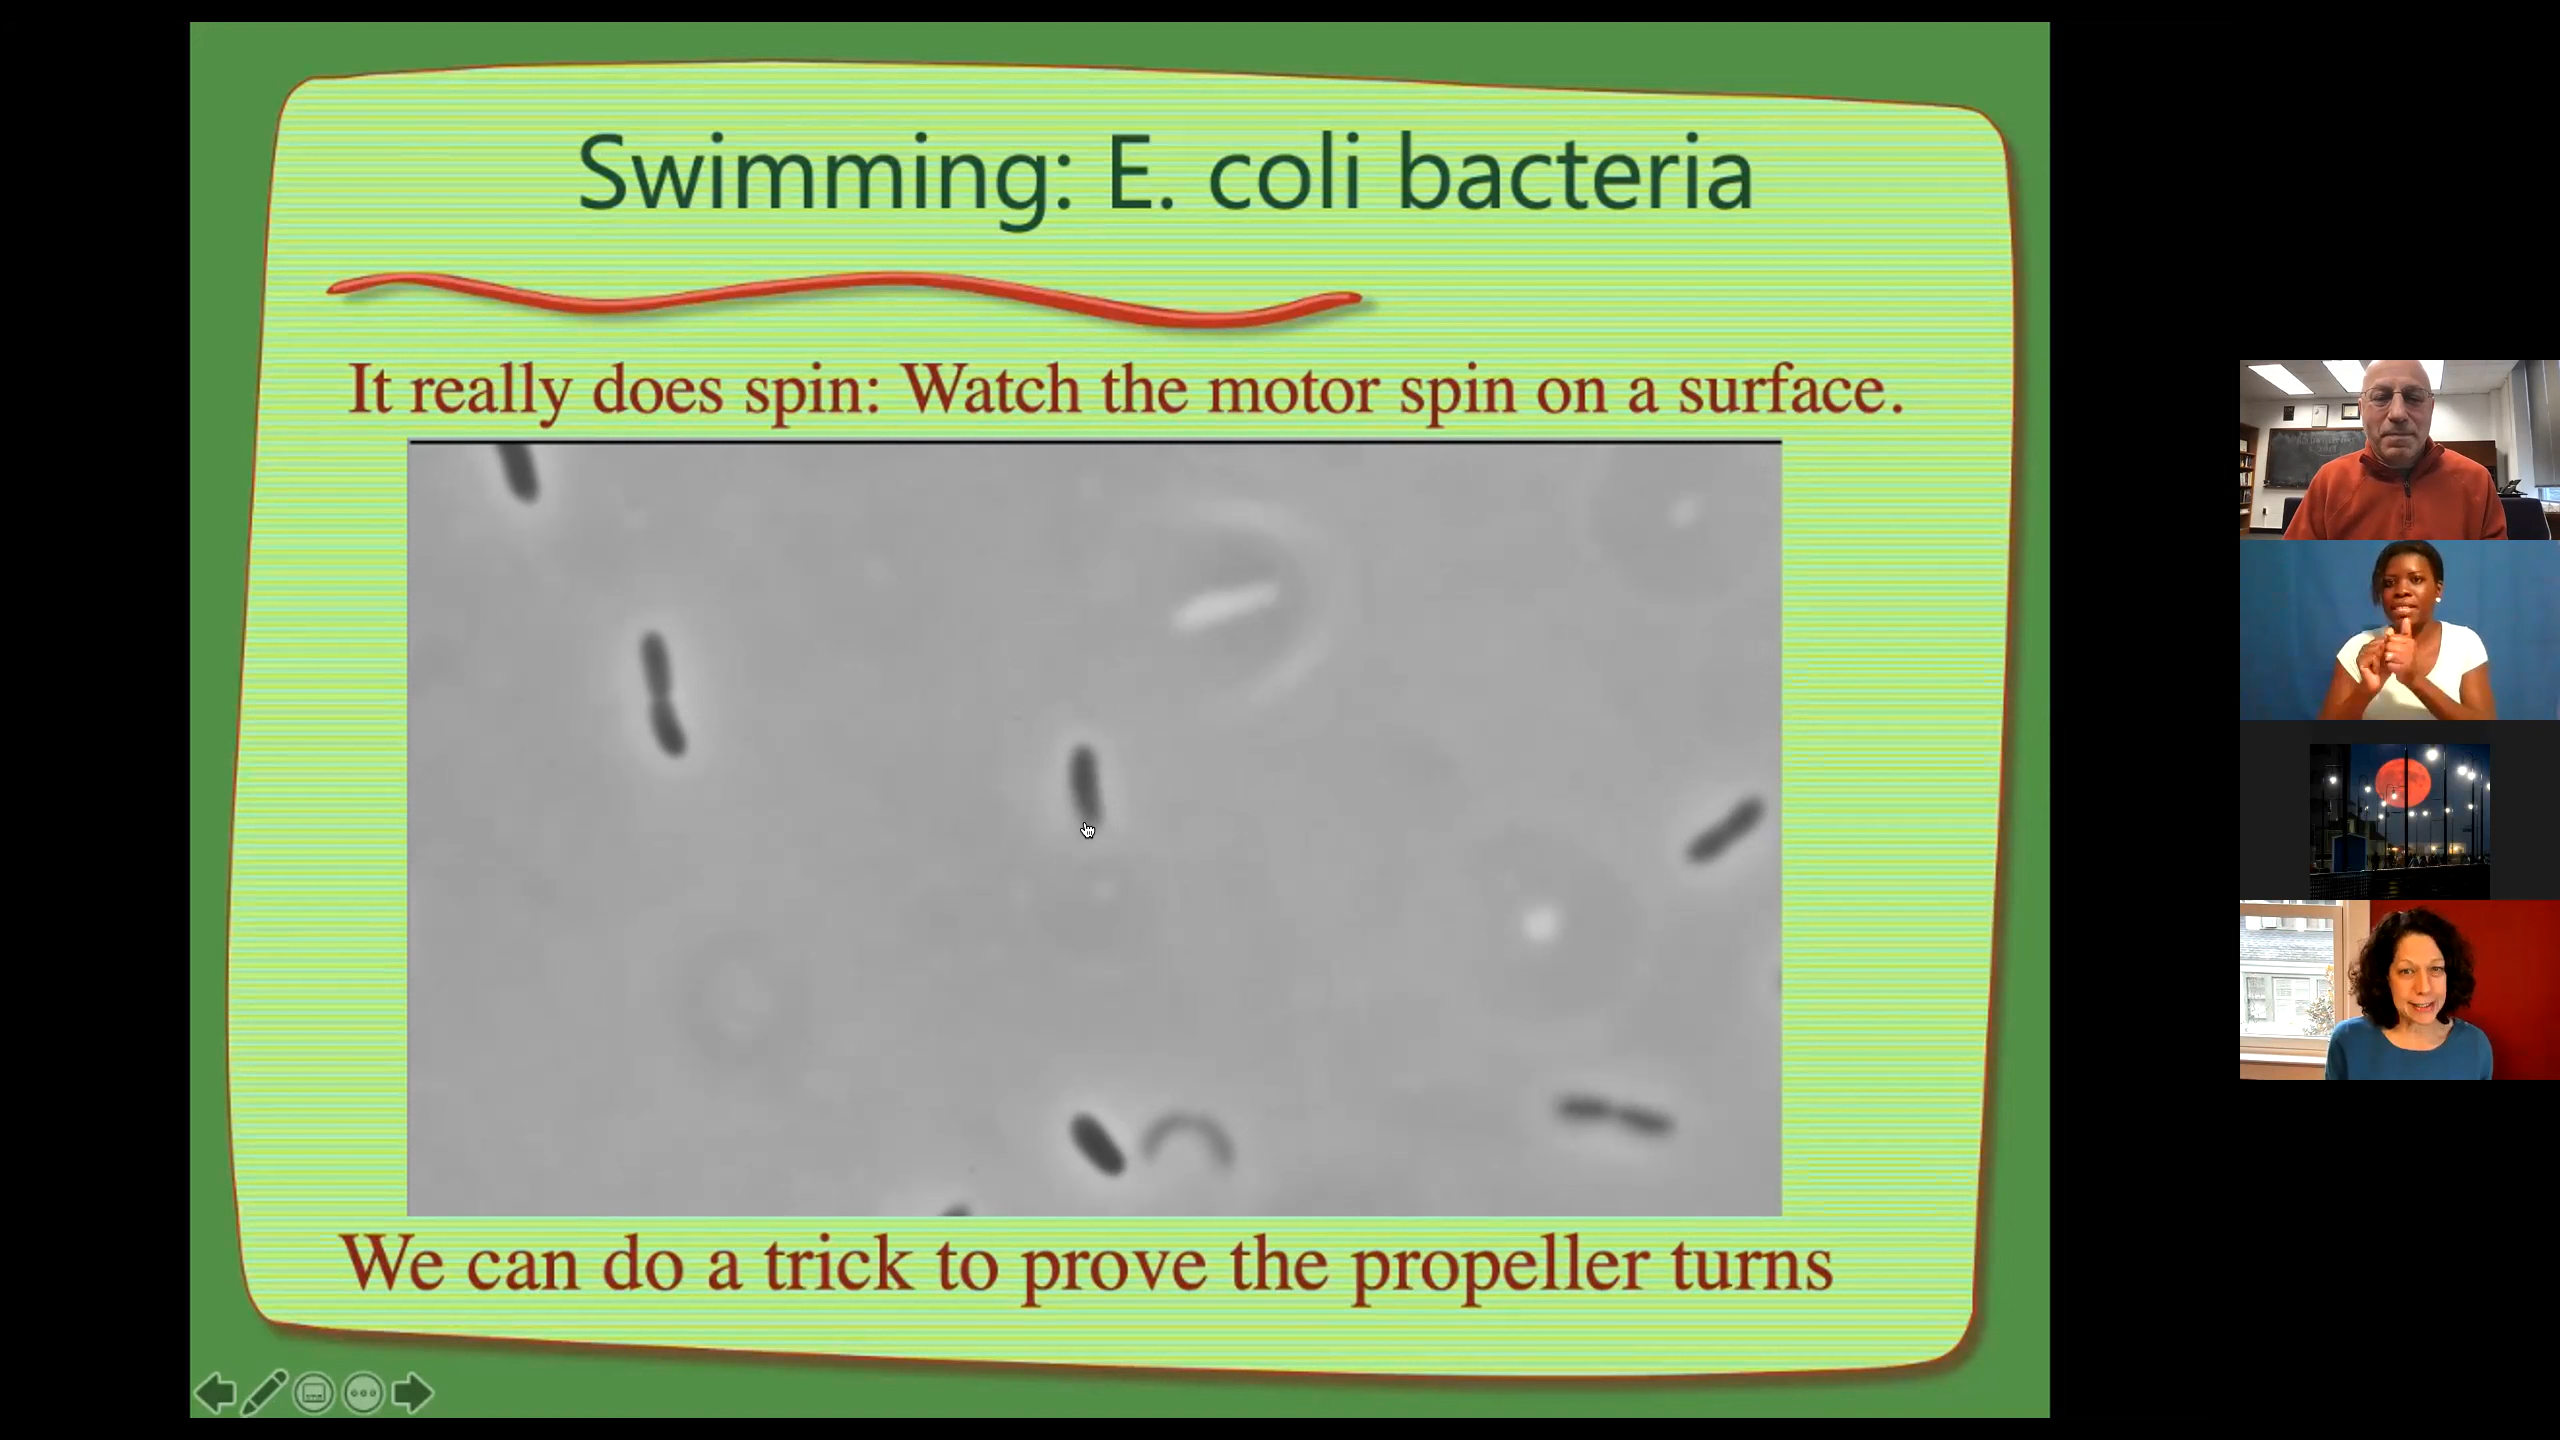 Swimming: E. coli bacteria
It really does spin: Watch the motor spin on a surface.
We can do a trick to prove the propeller turns